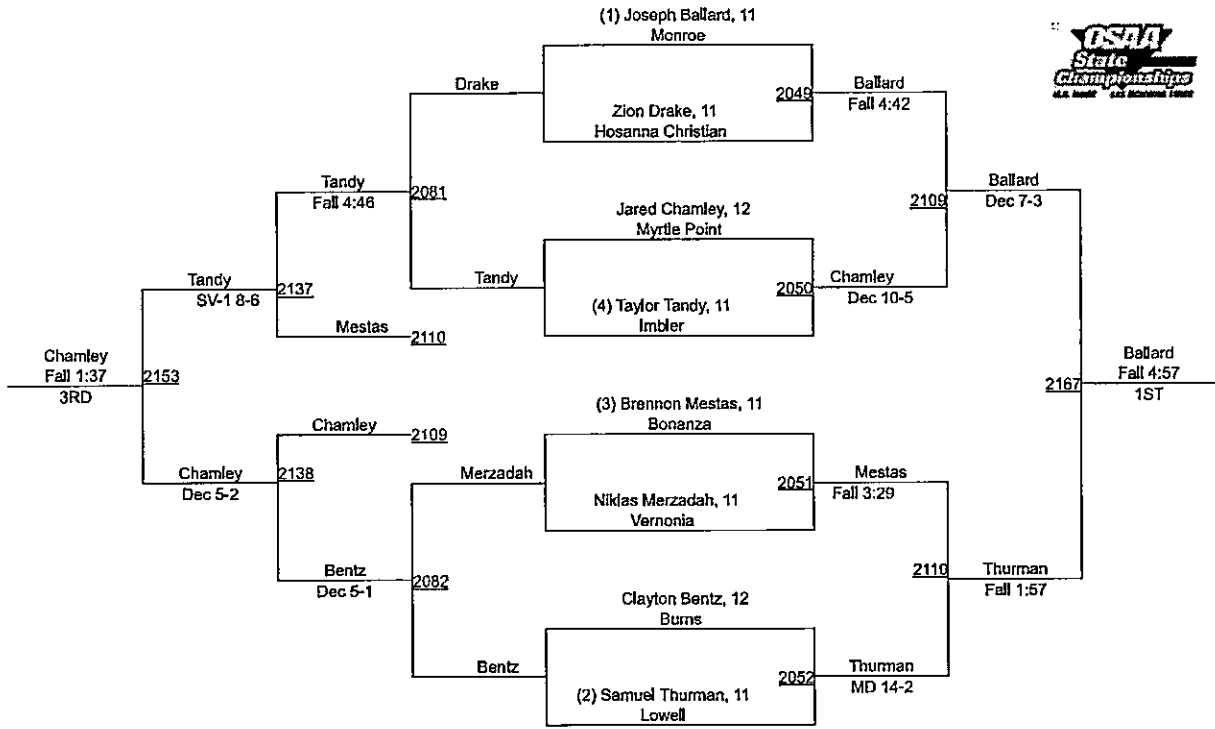 (1) Joseph Ballard, 11
Monroe
OSAA
State
Championships
Drake
2049
Ballard
Fall 4:42
Zion Drake, 11
Hosanna Christian
Tandy
Fall 4:46
2081
Ballard
Dec 7-3
2109
Jared Chamley, 12
Myrtle Point
Tandy
SV-1 8-6
2137
Tandy
2050
Chamley
Dec 10-5
(4) Taylor Tandy, 11
Imbler
Mestas
2110
Chamley
Fall 1:37
3RD
2153
Ballard
Fall 4:57
1ST
2167
(3) Brennon Mestas, 11
Bonanza
Chamley
2109
Chamley
Dec 5-2
2138
Merzadah
2051
Mestas
Fall 3:29
Niklas Merzadah, 11
Vernonia
Bentz
Dec 5-1
2082
2110
Thurman
Fall 1:57
Clayton Bentz, 12
Burns
Bentz
2052
Thurman
MD 14-2
(2) Samuel Thurman, 11
Lowell